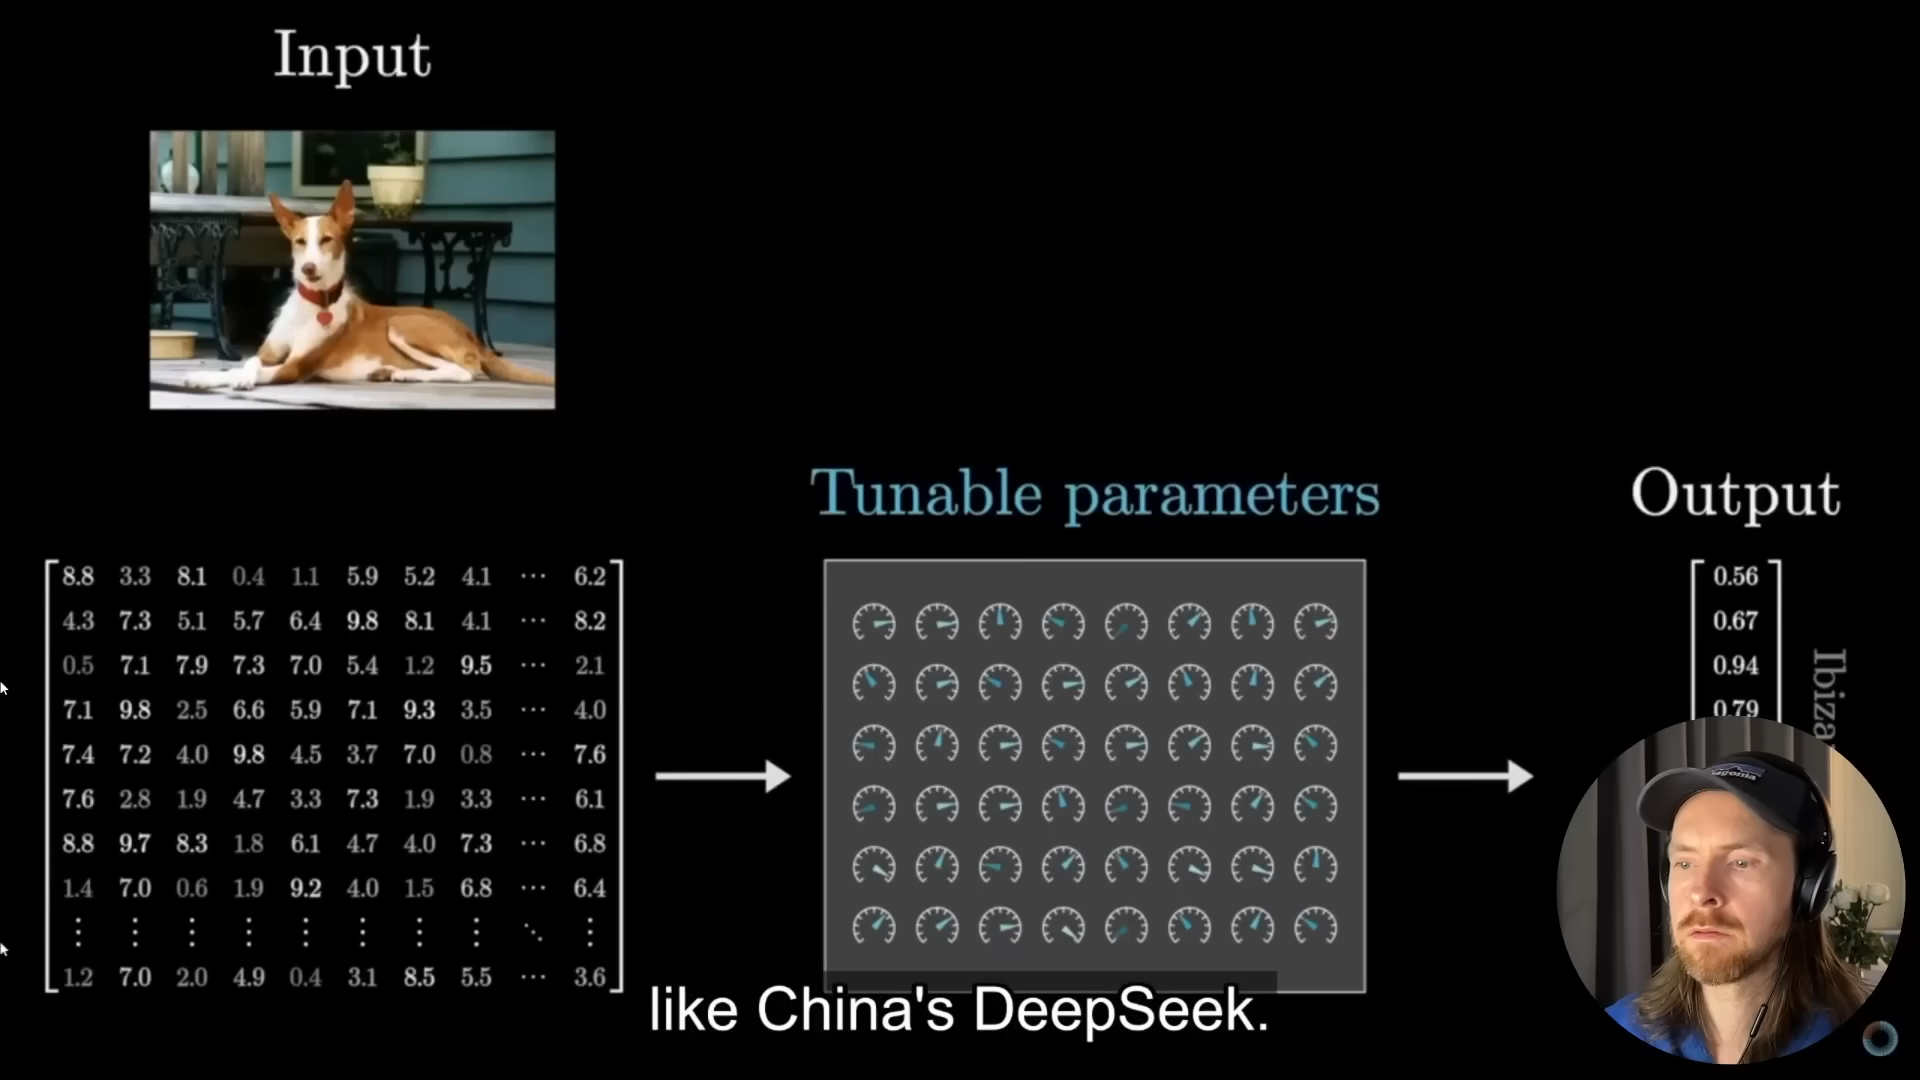 Input
Tunable parameters
Output
8.8 3.3 8.1 0.4 1.1 5.9 5.2 4.1 ⋯ 6.2
4.3 7.3 5.1 5.7 6.4 9.8 8.1 4.1 ⋯ 8.2
0.5 7.1 7.9 7.3 7.0 5.4 1.2 9.5 ⋯ 2.1
7.1 9.8 2.5 6.6 5.9 7.1 9.3 3.5 ⋯ 4.0
7.4 7.2 4.0 9.8 4.5 3.7 7.0 0.8 ⋯ 7.6
7.6 2.8 1.9 4.7 3.3 7.3 1.9 3.3 ⋯ 6.1
8.8 9.7 8.3 1.8 6.1 4.7 4.0 7.3 ⋯ 6.8
1.4 7.0 0.6 1.9 9.2 4.0 1.5 6.8 ⋯ 6.4
⋮ ⋮ ⋮ ⋮ ⋮ ⋮ ⋮ ⋮ ⋱ ⋮
1.2 7.0 2.0 4.9 0.4 3.1 8.5 5.5 ⋯ 3.6
0.56
0.67
0.94
0.79
Ibiza
like China's DeepSeek.